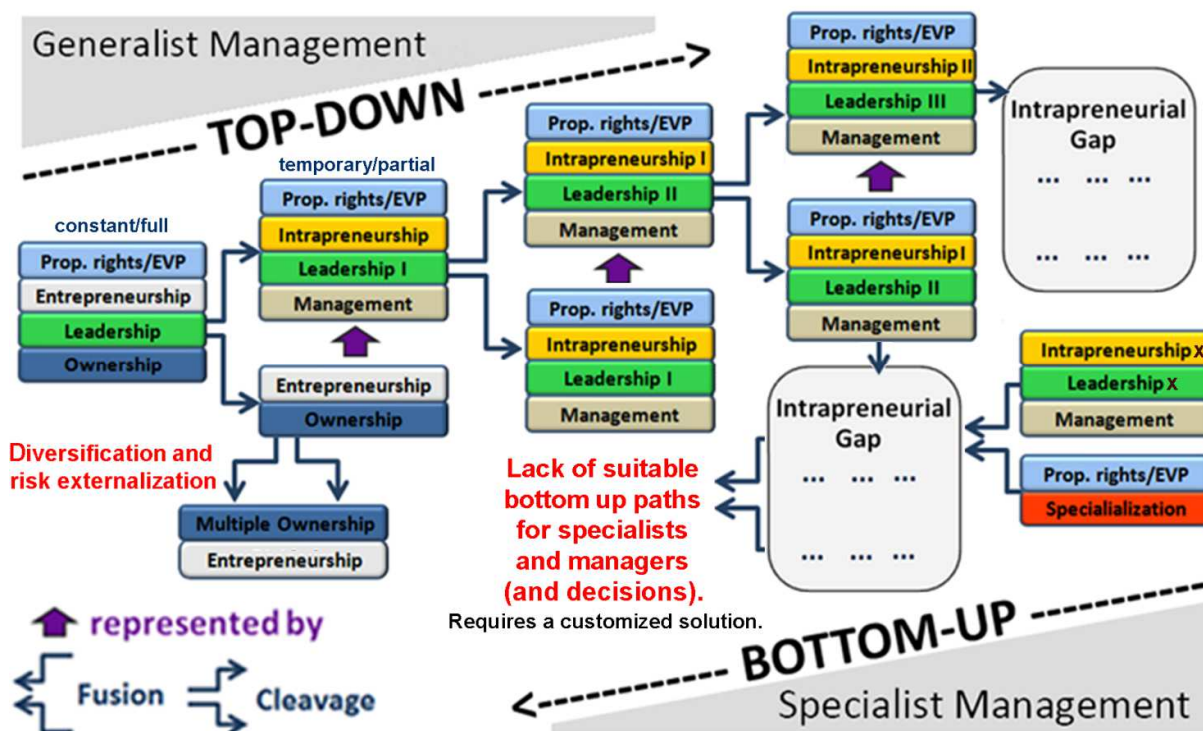 Generalist Management
TOP-DOWN
constant/full
Prop. rights/EVP
Entrepreneurship
Leadership
Ownership
temporary/partial
Prop. rights/EVP
Intrapreneurship
Leadership I
Management
Entrepreneurship
Ownership
Diversification and
risk externalization
Multiple Ownership
Entrepreneurship
Prop. rights/EVP
Intrapreneurship I
Leadership II
Management
Prop. rights/EVP
Intrapreneurship
Leadership I
Management
Prop. rights/EVP
Intrapreneurship II
Leadership III
Management
Prop. rights/EVP
Intrapreneurship I
Leadership II
Management
Intrapreneurial
Gap
... ... ...
... ... ...
Intrapreneurial
Gap
... ... ...
... ... ...
Intrapreneurship X
Leadership X
Management
Prop. rights/EVP
Specialialization
Lack of suitable
bottom up paths
for specialists
and managers
(and decisions).
Requires a customized solution.
represented by
Fusion
Cleavage
BOTTOM-UP
Specialist Management